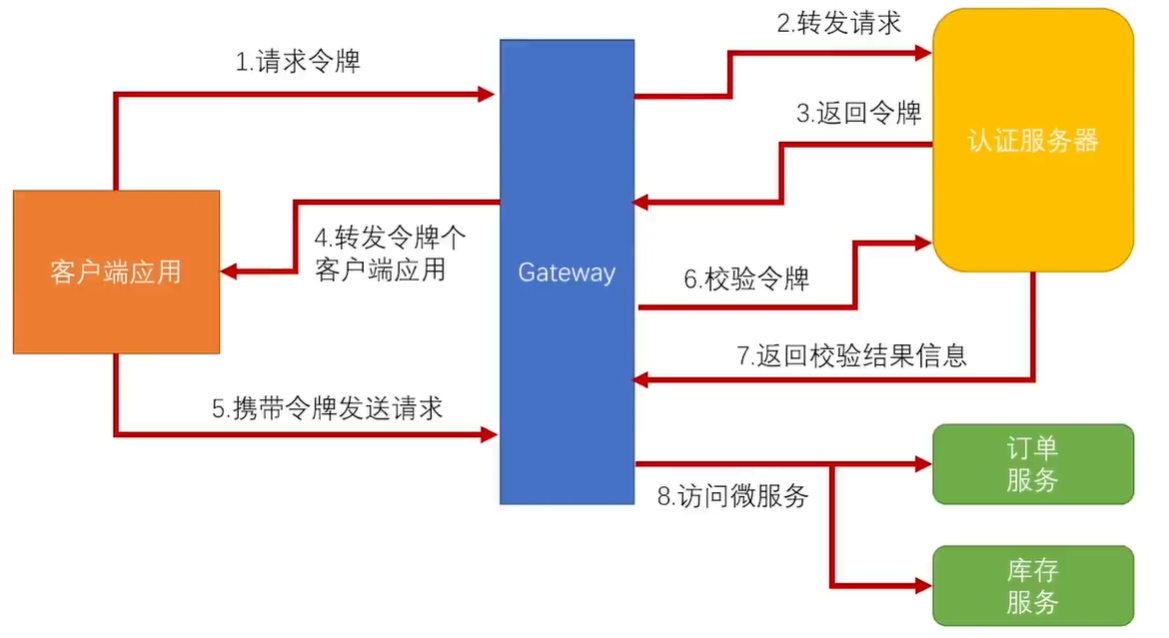 1.请求令牌
2.转发请求
3.返回令牌
认证服务器
4.转发令牌个
客户端应用
客户端应用
Gateway
6.校验令牌
7.返回校验结果信息
5.携带令牌发送请求
8.访问微服务
订单
服务
库存
服务